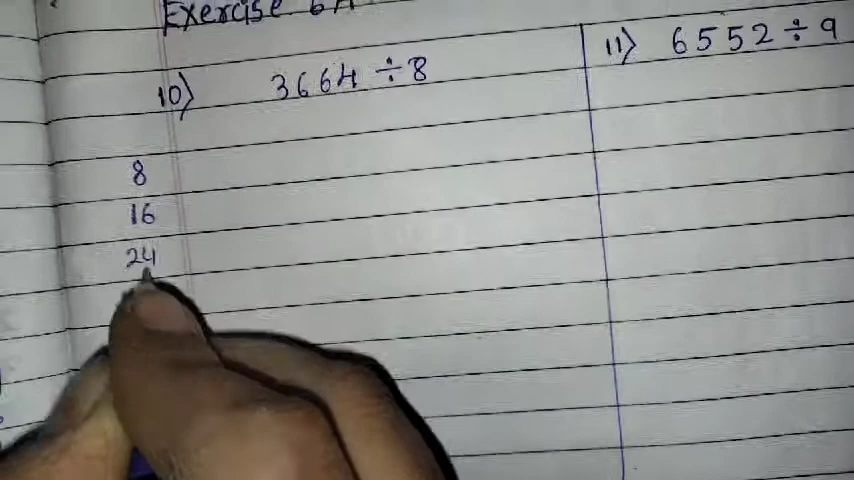 Exercise 6A
10) 3664 ÷ 8
8
16
24
11) 6552 ÷ 9